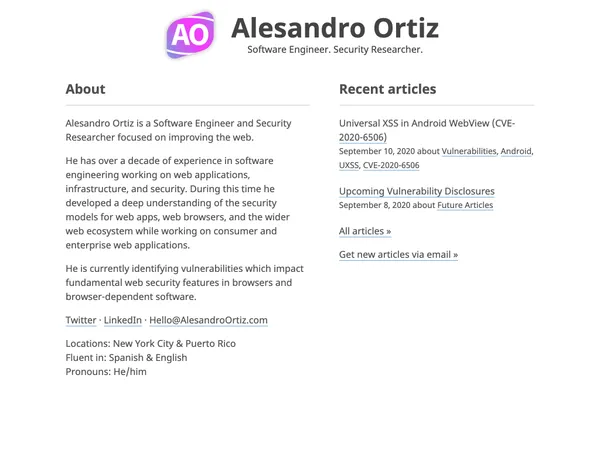 AO
Alesandro Ortiz
Software Engineer. Security Researcher.
About
Alesandro Ortiz is a Software Engineer and Security
Researcher focused on improving the web.
He has over a decade of experience in software
engineering working on web applications,
infrastructure, and security. During this time he
developed a deep understanding of the security
models for web apps, web browsers, and the wider
web ecosystem while working on consumer and
enterprise web applications.
He is currently identifying vulnerabilities which impact
fundamental web security features in browsers and
browser-dependent software.
Twitter · LinkedIn · Hello@AlesandroOrtiz.com
Locations: New York City & Puerto Rico
Fluent in: Spanish & English
Pronouns: He/him
Recent articles
Universal XSS in Android WebView (CVE-
2020-6506)
September 10, 2020 about Vulnerabilities, Android,
UXSS, CVE-2020-6506
Upcoming Vulnerability Disclosures
September 8, 2020 about Future Articles
All articles »
Get new articles via email »